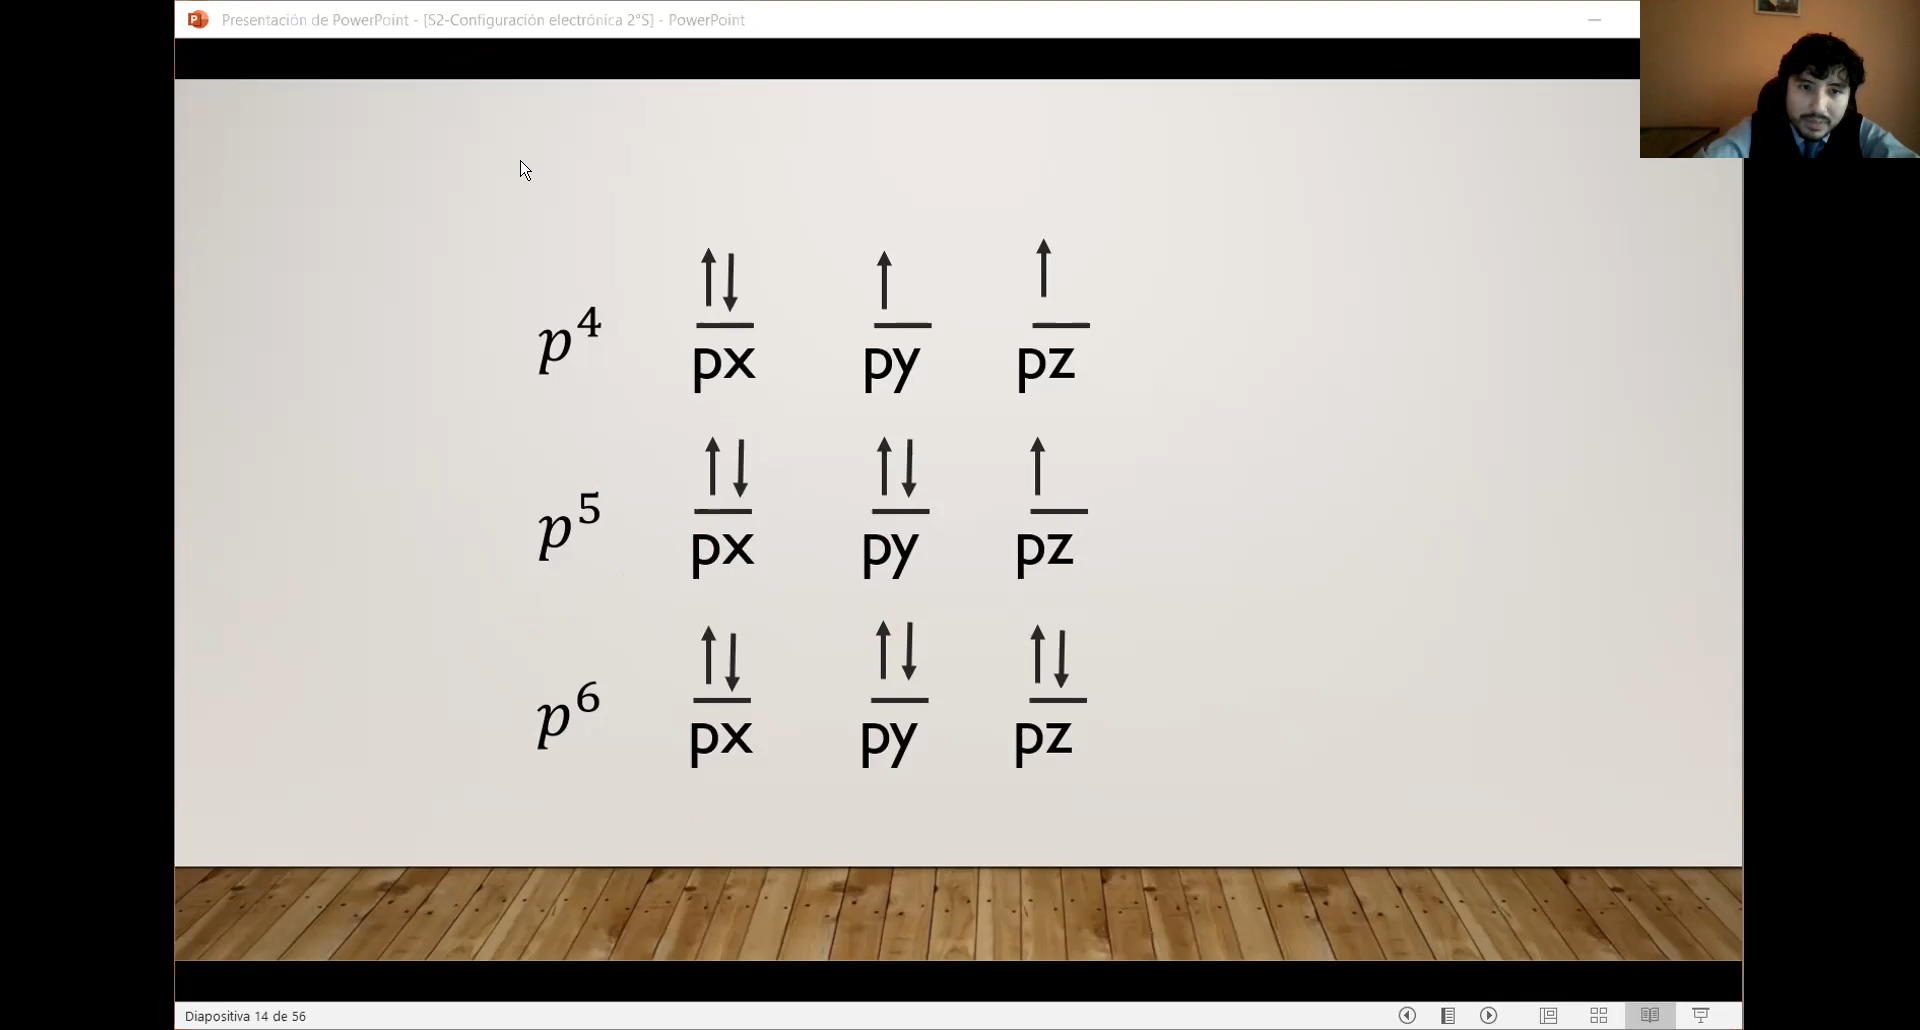 Presentación de PowerPoint - [S2-Configuración electrónica 2°S] - PowerPoint
p⁴ px py pz
p⁵ px py pz
p⁶ px py pz
Diapositiva 14 de 56